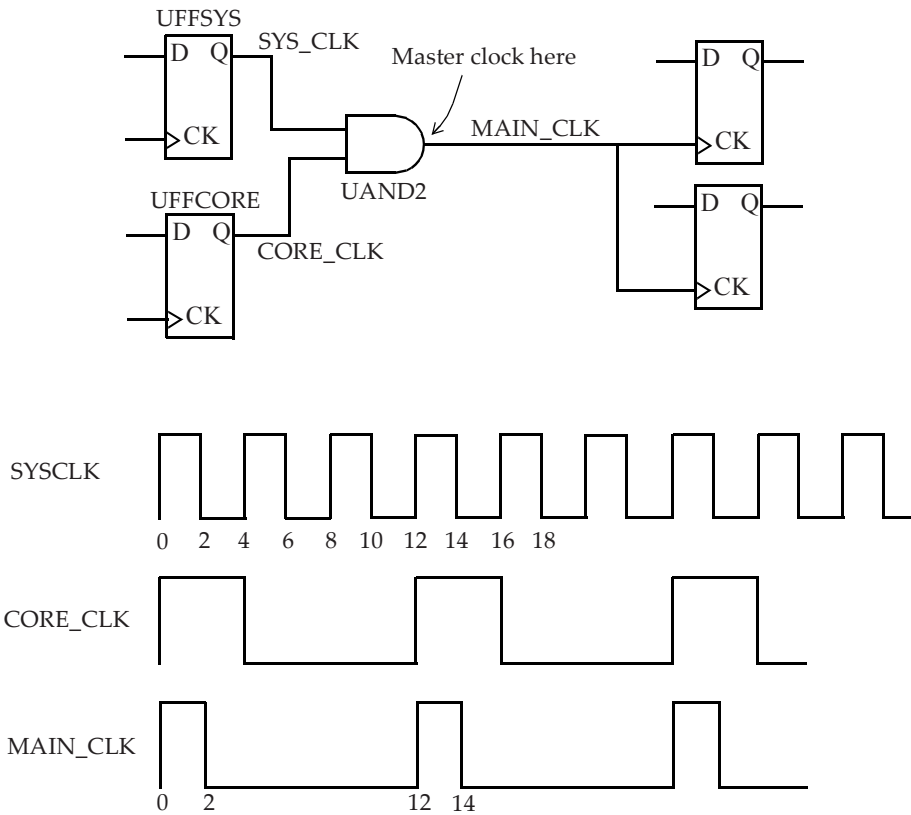 UFFSYS
D Q
CK
SYS_CLK
Master clock here
D Q
CK
MAIN_CLK
UAND2
UFFCORE
D Q
CK
CORE_CLK
D Q
CK
SYSCLK
0 2 4 6 8 10 12 14 16 18
CORE_CLK
MAIN_CLK
0 2 12 14